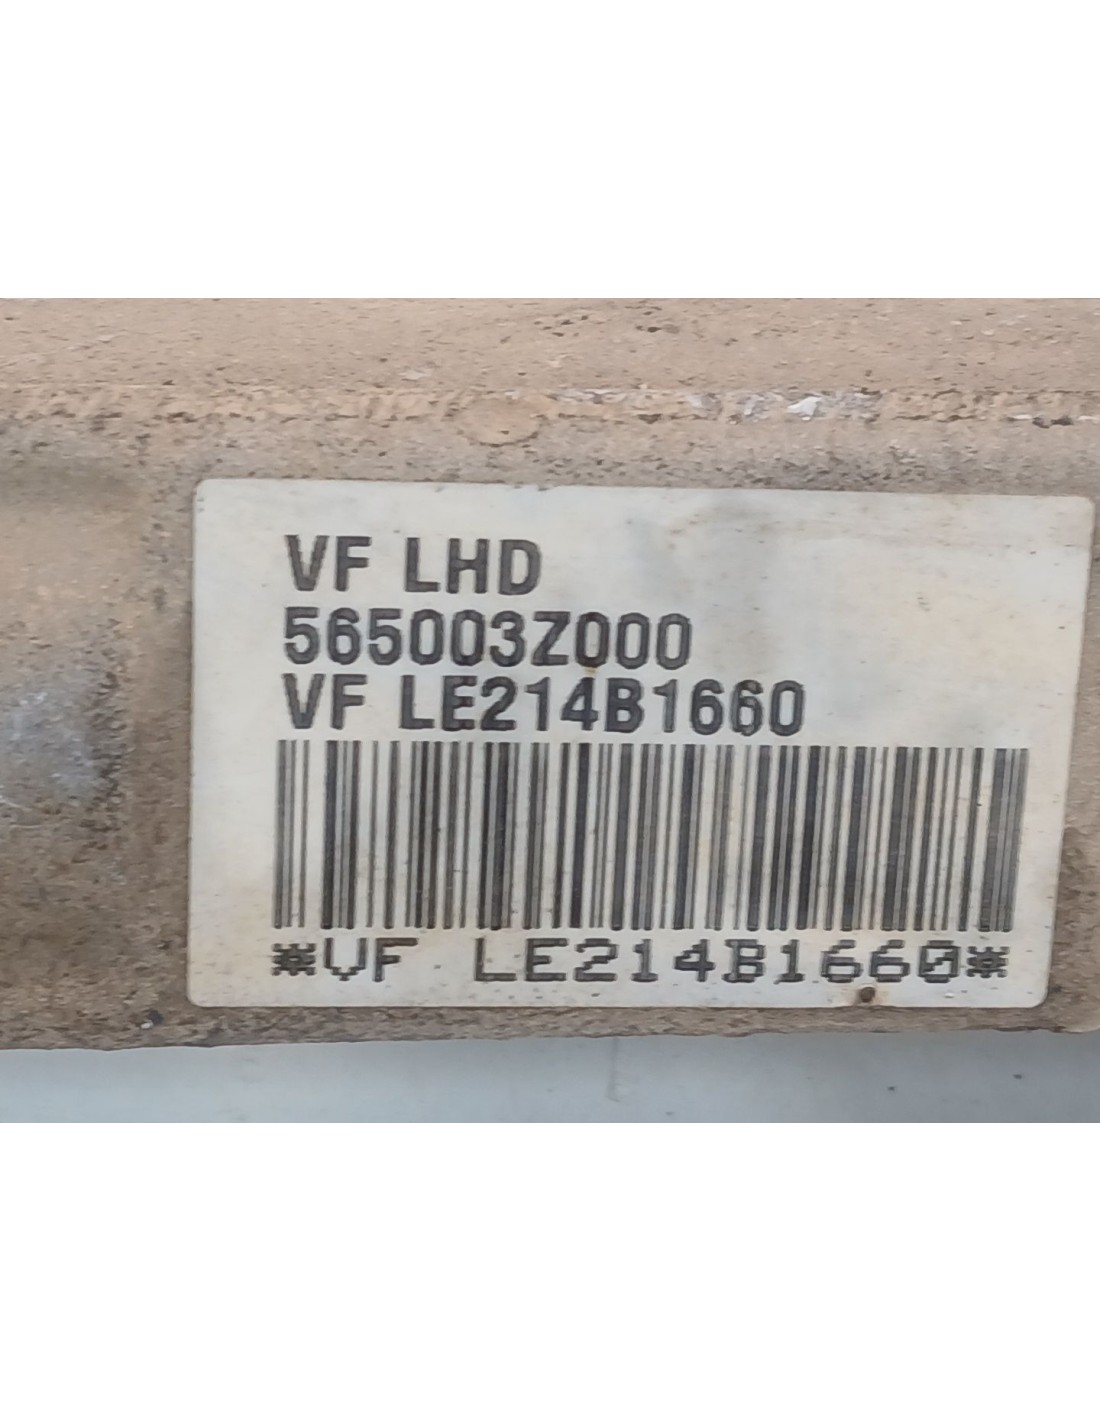 VF LHD
565003Z000
VF LE214B1660
*VF LE214B1660*